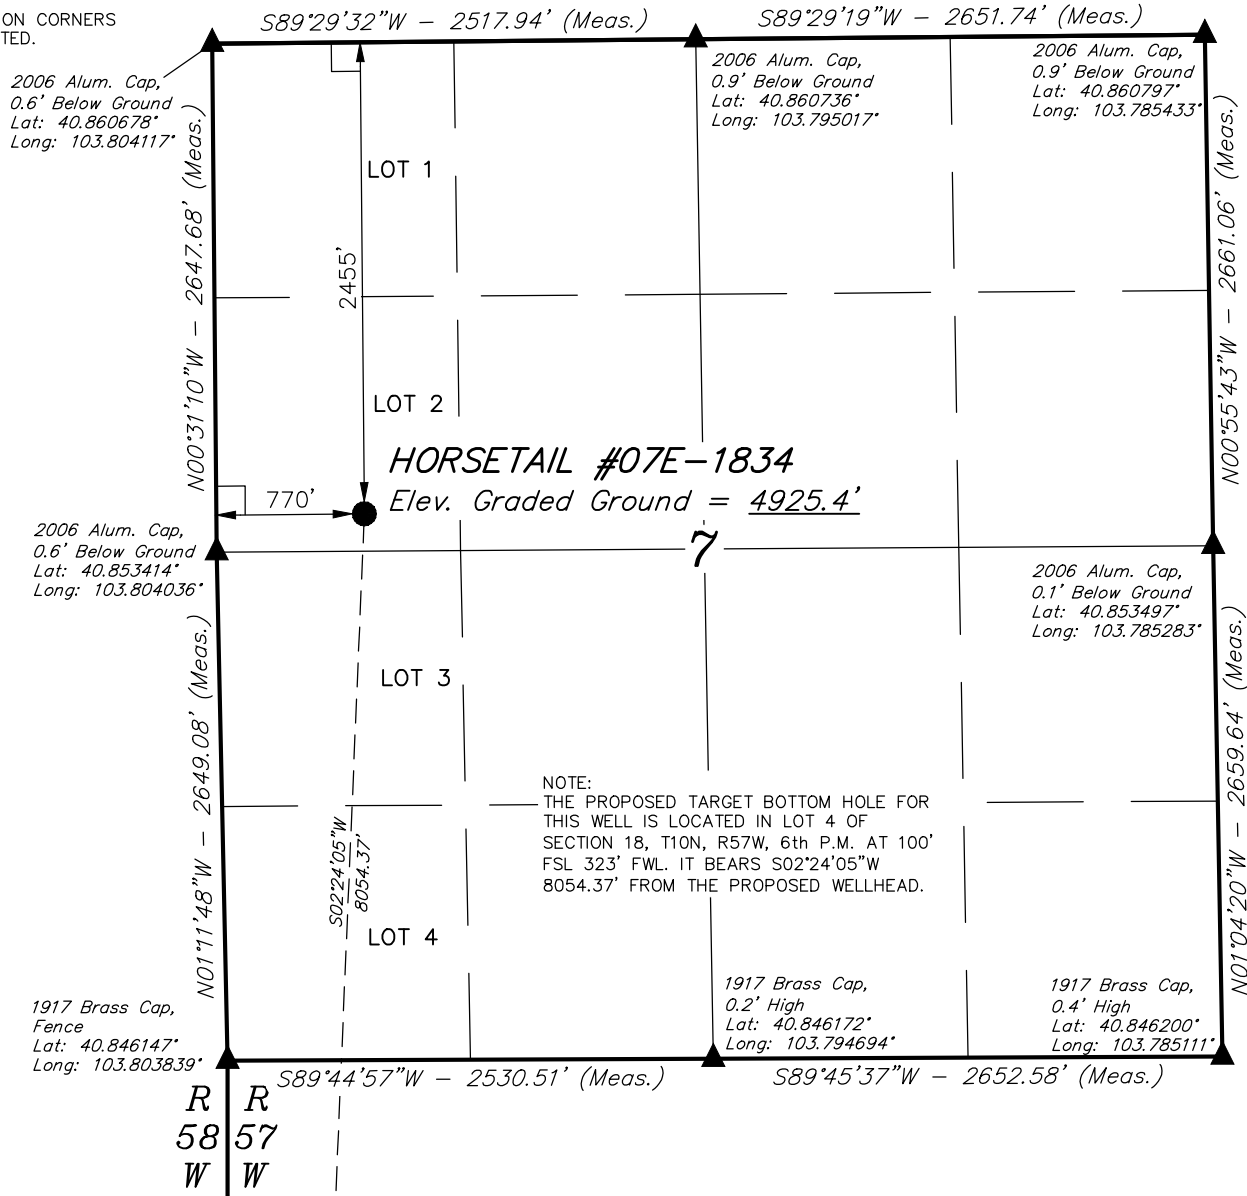 ON CORNERS
TED.
S89°29'32"W - 2517.94' (Meas.)
S89°29'19"W - 2651.74' (Meas.)
2006 Alum. Cap,
0.6' Below Ground
Lat: 40.860678°
Long: 103.804117°
2006 Alum. Cap,
0.9' Below Ground
Lat: 40.860736°
Long: 103.795017°
2006 Alum. Cap,
0.9' Below Ground
Lat: 40.860797°
Long: 103.785433°
N00°31'10"W - 2647.68' (Meas.)
N00°55'43"W - 2661.06' (Meas.)
LOT 1
2455'
LOT 2
HORSETAIL #07E-1834
Elev. Graded Ground = 4925.4'
770'
7
2006 Alum. Cap,
0.6' Below Ground
Lat: 40.853414°
Long: 103.804036°
2006 Alum. Cap,
0.1' Below Ground
Lat: 40.853497°
Long: 103.785283°
N01°11'48"W - 2649.08' (Meas.)
N01°04'20"W - 2659.64' (Meas.)
LOT 3
NOTE:
THE PROPOSED TARGET BOTTOM HOLE FOR
THIS WELL IS LOCATED IN LOT 4 OF
SECTION 18, T10N, R57W, 6th P.M. AT 100'
FSL 323' FWL. IT BEARS S02°24'05"W
8054.37' FROM THE PROPOSED WELLHEAD.
S02°24'05"W
8054.37'
LOT 4
1917 Brass Cap,
Fence
Lat: 40.846147°
Long: 103.803839°
1917 Brass Cap,
0.2' High
Lat: 40.846172°
Long: 103.794694°
1917 Brass Cap,
0.4' High
Lat: 40.846200°
Long: 103.785111°
S89°44'57"W - 2530.51' (Meas.)
S89°45'37"W - 2652.58' (Meas.)
R R
58 57
W W